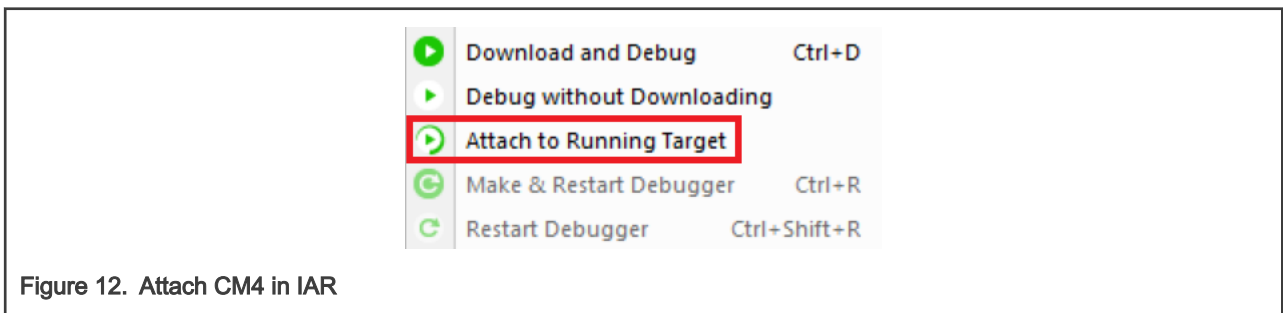 Download and Debug Ctrl+D
Debug without Downloading
Attach to Running Target
Make & Restart Debugger Ctrl+R
Restart Debugger Ctrl+Shift+R
Figure 12. Attach CM4 in IAR